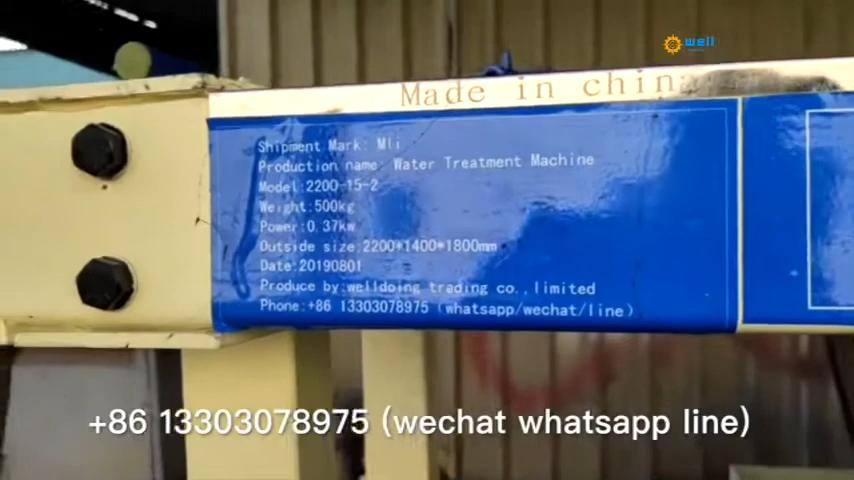 well
Made in china
Shipment Mark: Mli
Production name: Water Treatment Machine
Model:2200-15-2
Weight:500kg
Power:0.37kw
Outside size:2200*1400*1800mm
Date:20190801
Produce by:welldoing trading co.,limited
Phone:+86 13303078975 (whatsapp/wechat/line)
+86 13303078975 (wechat whatsapp line)